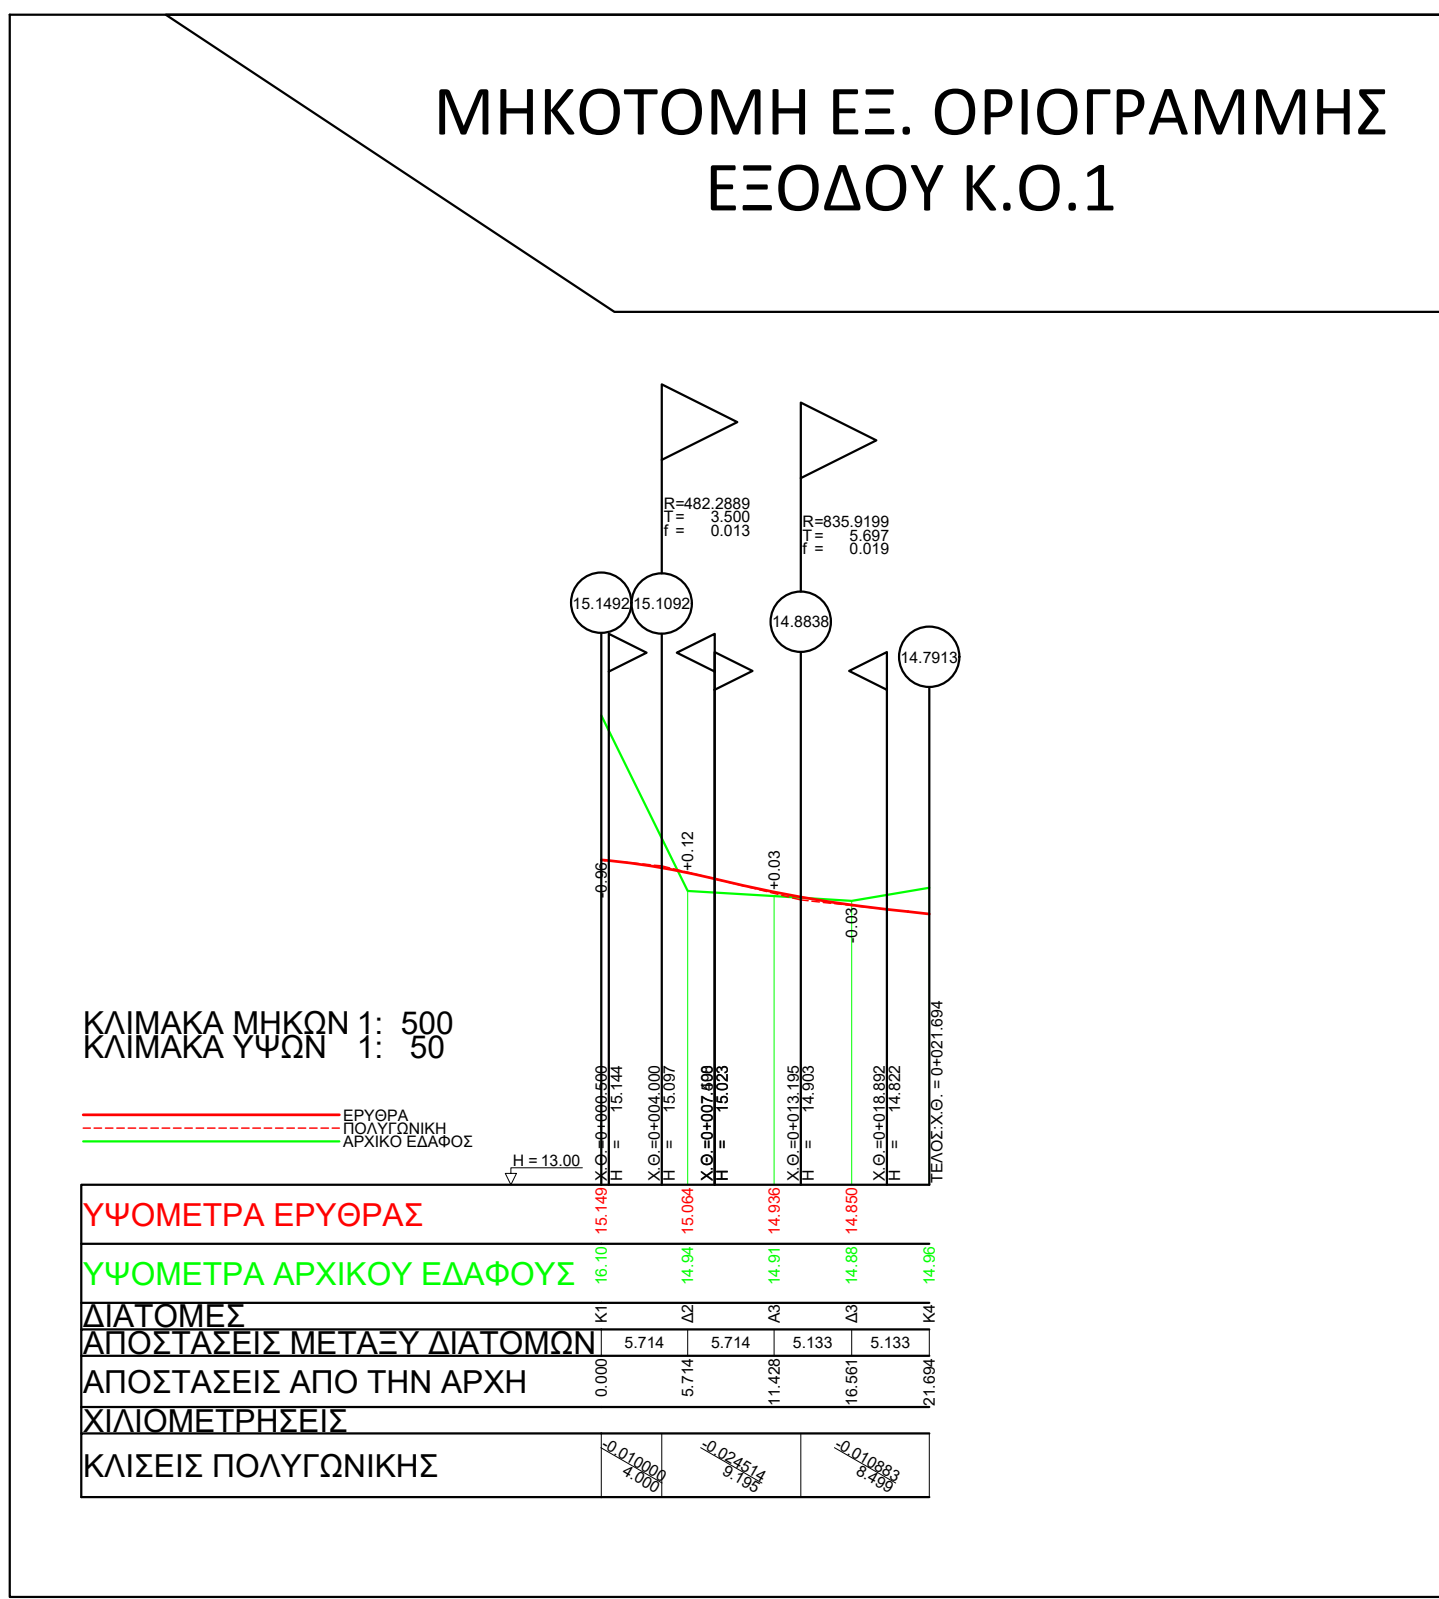 ΜΗΚΟΤΟΜΗ ΕΞ. ΟΡΙΟΓΡΑΜΜΗΣ
ΕΞΟΔΟΥ Κ.Ο.1
R=482.2889
T= 3.500
f = 0.013
R=835.9199
T= 5.697
f = 0.019
15.1492
15.1092
14.8838
14.7913
-0.96
+0.12
+0.03
-0.03
ΚΛΙΜΑΚΑ ΜΗΚΩΝ 1: 500
ΚΛΙΜΑΚΑ ΥΨΩΝ 1: 50
ΕΡΥΘΡΑ
ΠΟΛΥΓΩΝΙΚΗ
ΑΡΧΙΚΟ ΕΔΑΦΟΣ
H = 13.00
Χ.Θ.=0+000.500
H = 15.144
Χ.Θ.=0+004.000
H = 15.097
H = 15.023
Χ.Θ.=0+013.195
H = 14.903
Χ.Θ.=0+018.892
H = 14.822
ΤΕΛΟΣ:Χ.Θ. = 0+021.694
ΥΨΟΜΕΤΡΑ ΕΡΥΘΡΑΣ 15.149 15.064 14.936 14.850
ΥΨΟΜΕΤΡΑ ΑΡΧΙΚΟΥ ΕΔΑΦΟΥΣ 16.10 14.94 14.91 14.88 14.96
ΔΙΑΤΟΜΕΣ Κ1 Δ2 Α3 Δ3 Κ4
ΑΠΟΣΤΑΣΕΙΣ ΜΕΤΑΞΥ ΔΙΑΤΟΜΩΝ 5.714 5.714 5.133 5.133
ΑΠΟΣΤΑΣΕΙΣ ΑΠΟ ΤΗΝ ΑΡΧΗ 0.000 5.714 11.428 16.561 21.694
ΧΙΛΙΟΜΕΤΡΗΣΕΙΣ
ΚΛΙΣΕΙΣ ΠΟΛΥΓΩΝΙΚΗΣ
-0.010000
4.000
-0.024514
9.195
-0.010883
8.499